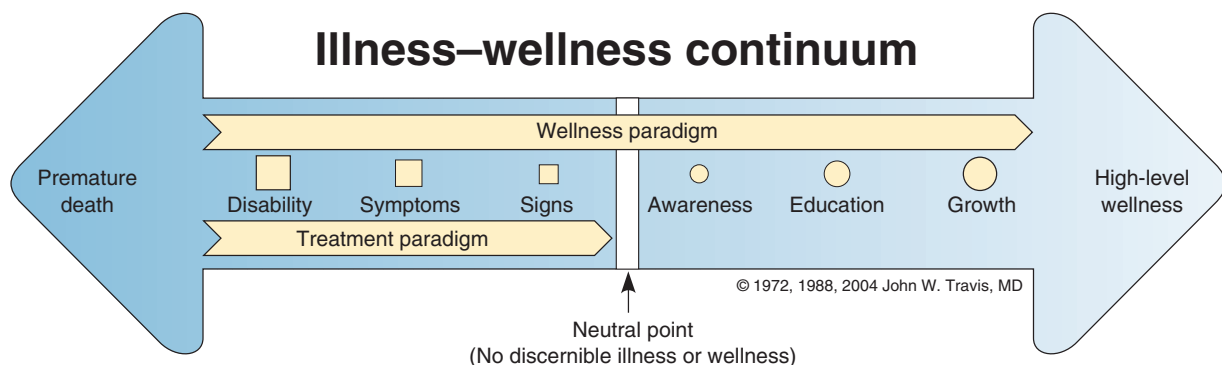 Illness–wellness continuum
Wellness paradigm
Premature
death
Disability
Symptoms
Signs
Awareness
Education
Growth
High-level
wellness
Treatment paradigm
© 1972, 1988, 2004 John W. Travis, MD
Neutral point
(No discernible illness or wellness)